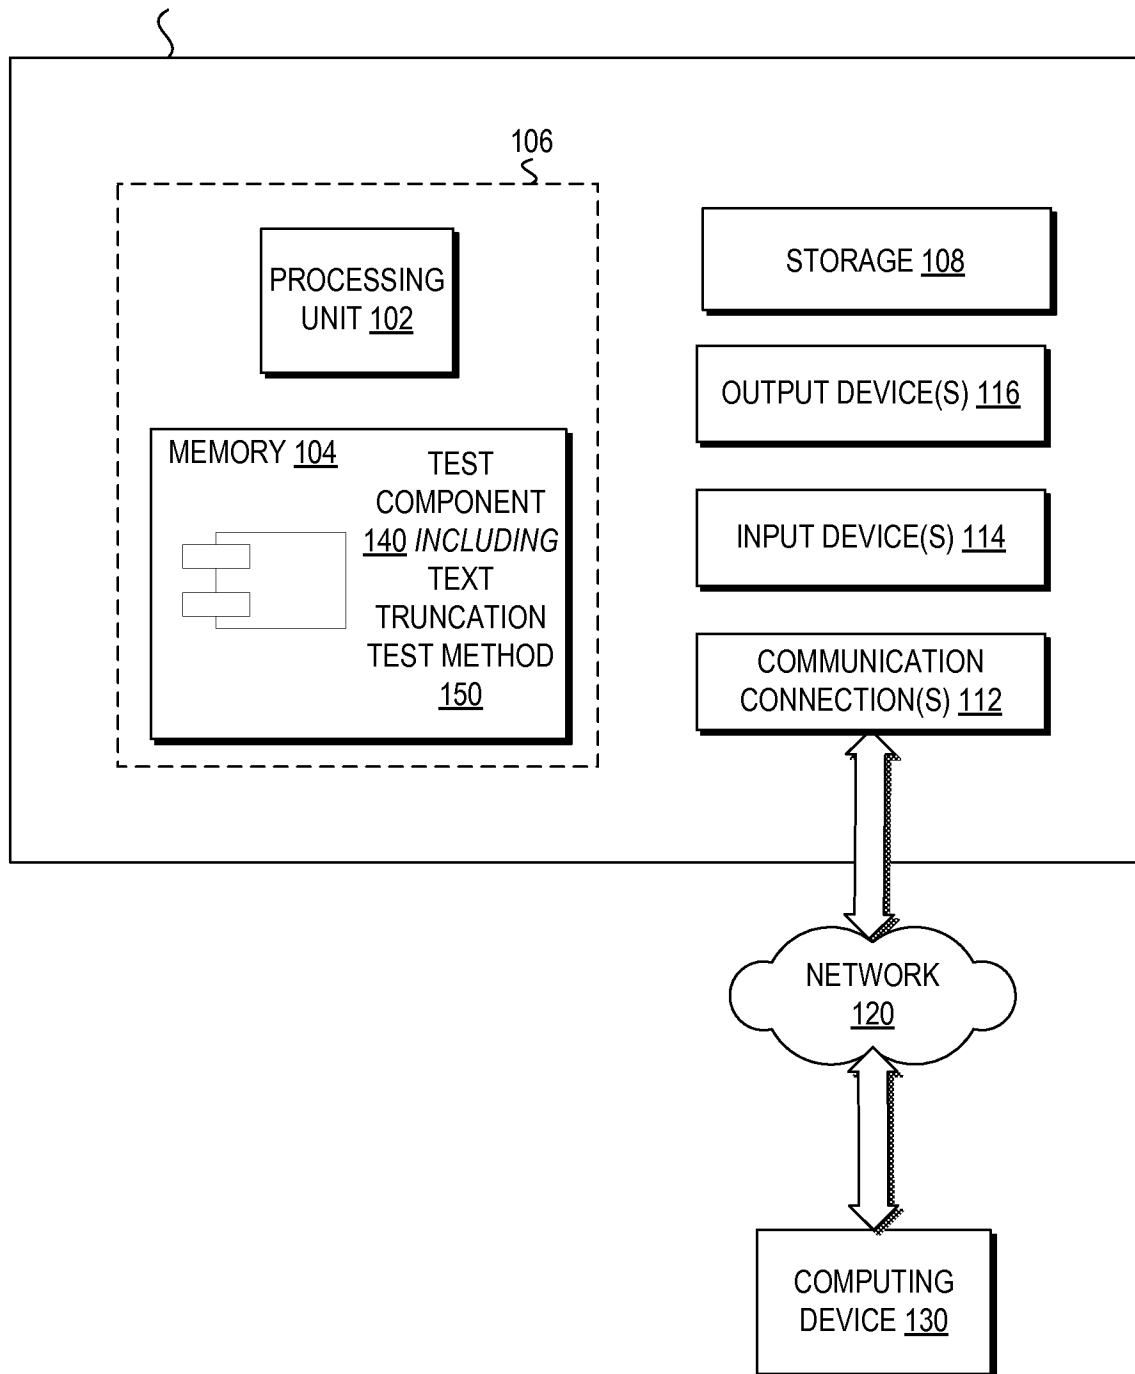 106
PROCESSING
UNIT 102
MEMORY 104
TEST
COMPONENT
140 INCLUDING
TEXT
TRUNCATION
TEST METHOD
150
STORAGE 108
OUTPUT DEVICE(S) 116
INPUT DEVICE(S) 114
COMMUNICATION
CONNECTION(S) 112
NETWORK
120
COMPUTING
DEVICE 130